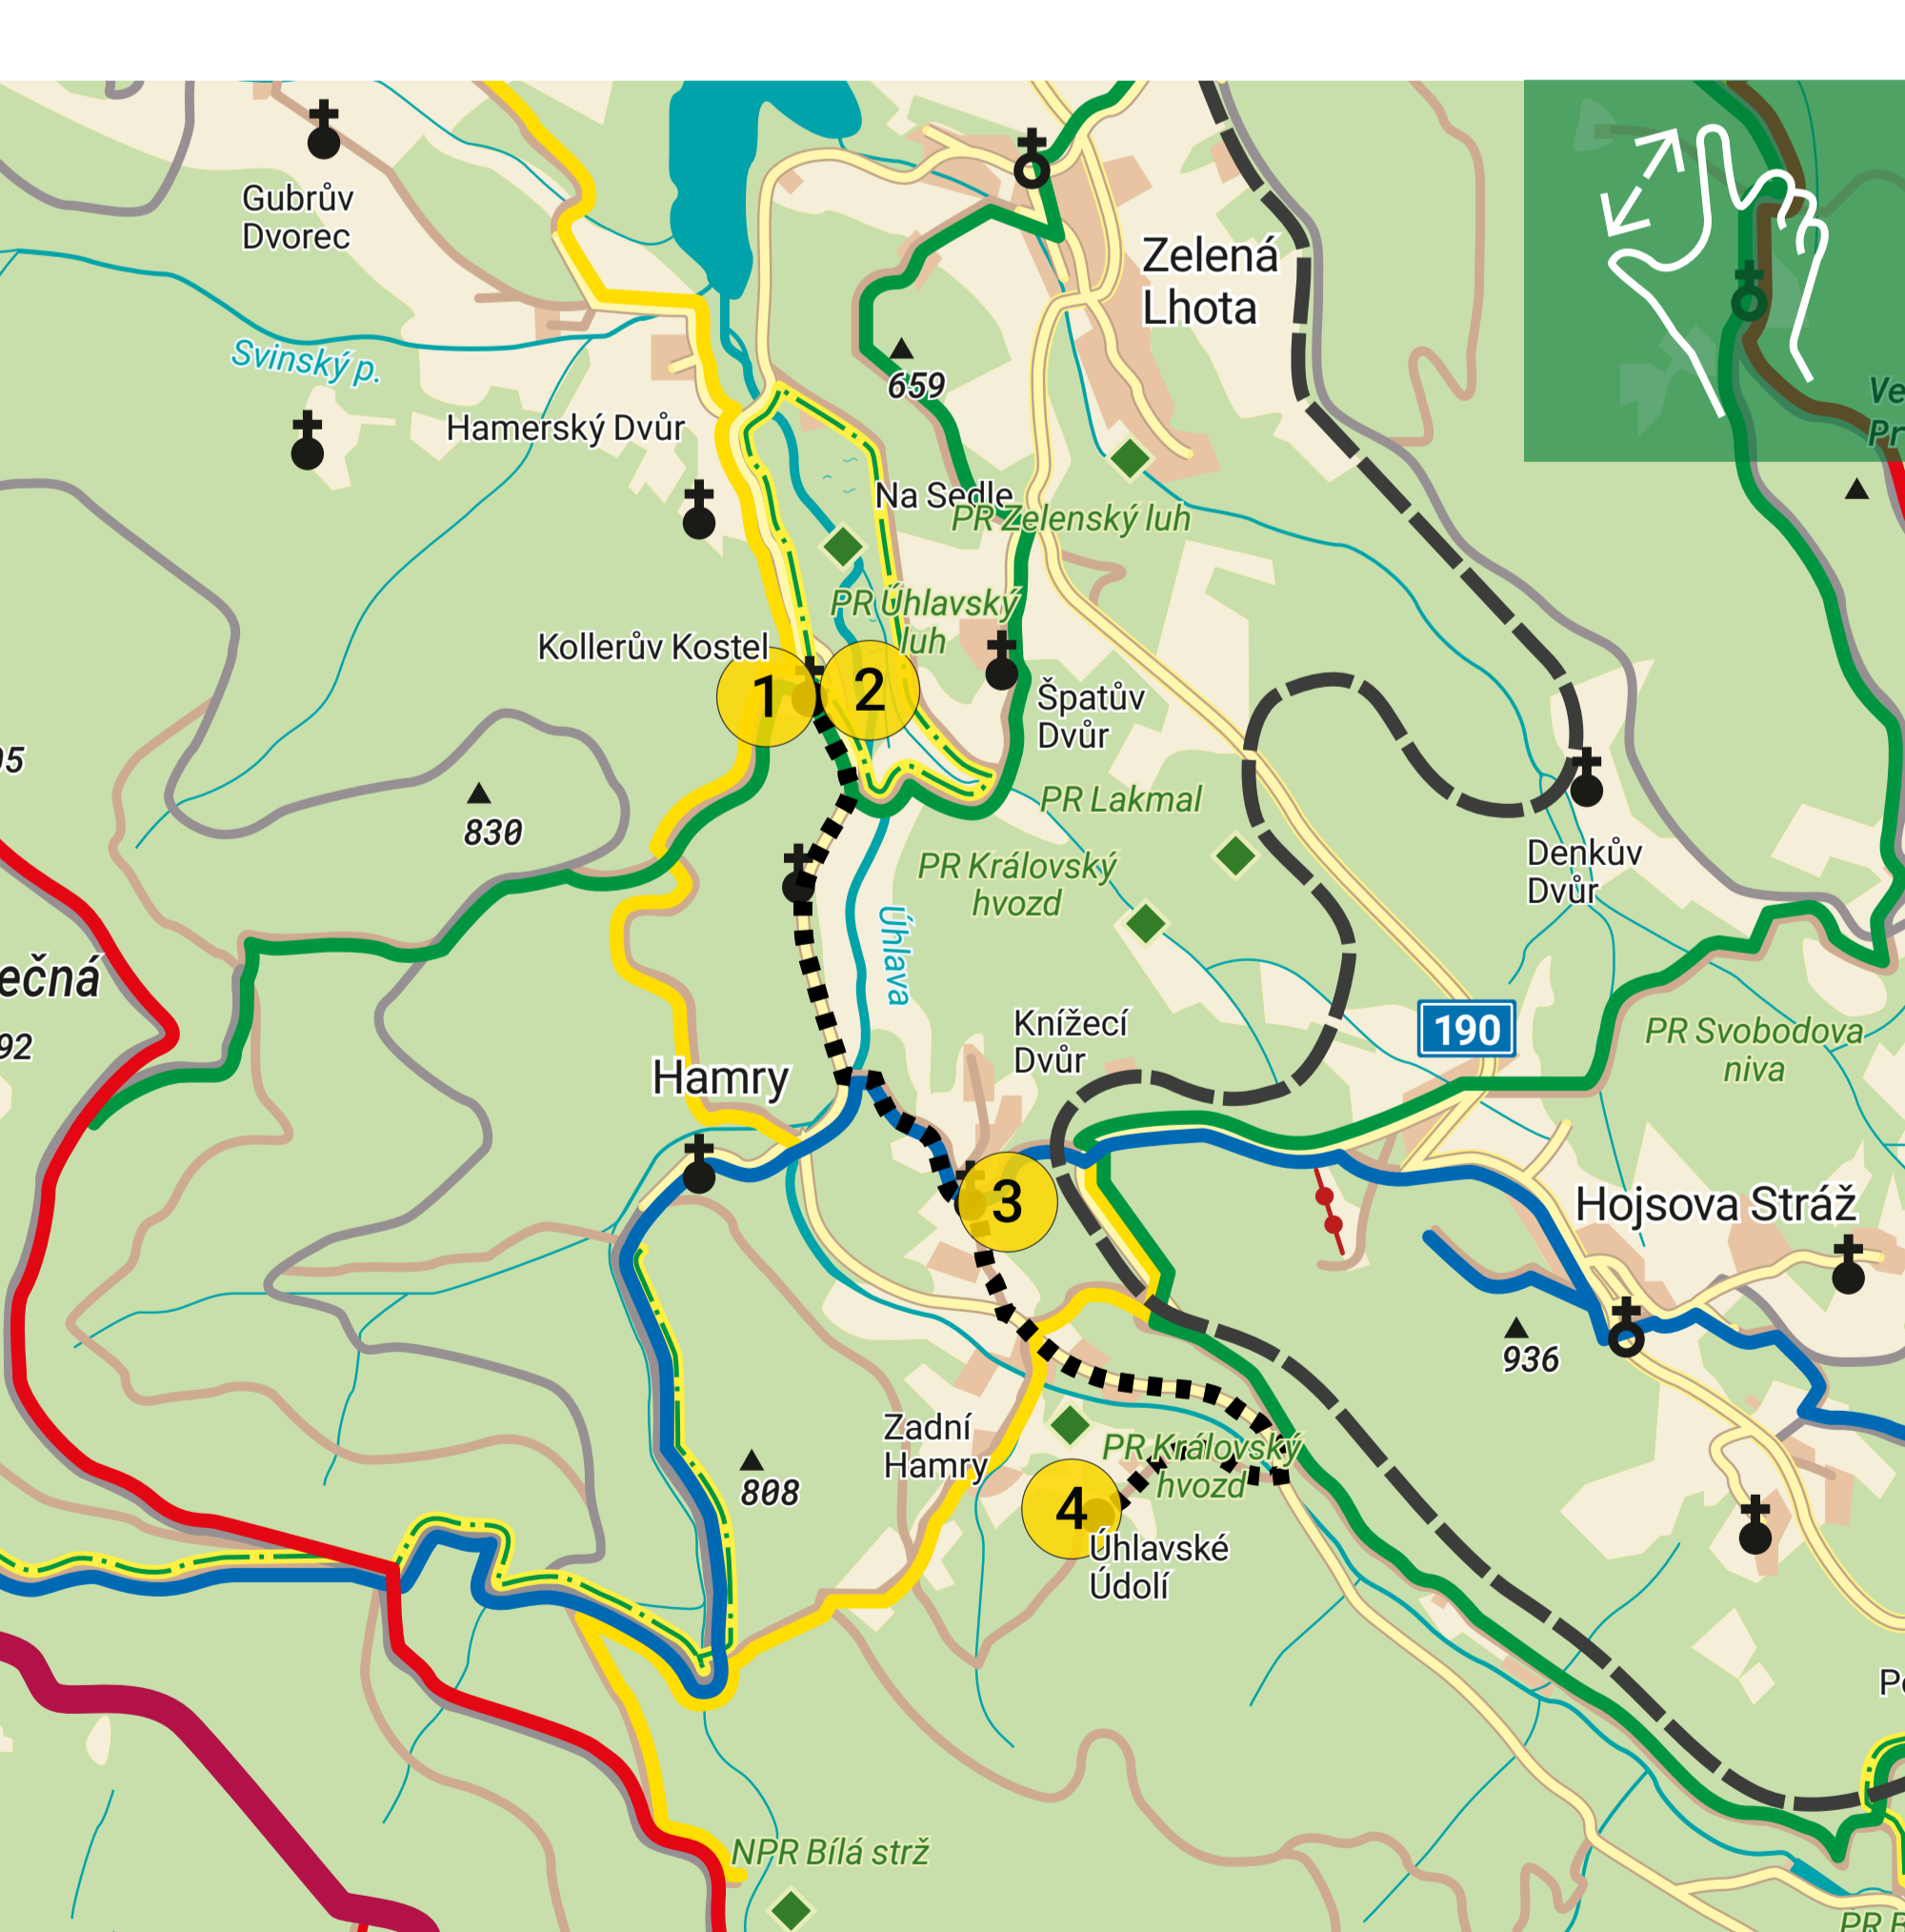 Gubrův
Dvorec
Zelená
Lhota
Svinský p.
659
Hamerský Dvůr
Na Sedle
PR Zelenský luh
PR Úhlavský
luh
Kollerův Kostel
1
2
Špatův
Dvůr
PR Lakmal
830
Denkův
Dvůr
PR Královský
hvozd
Úhlava
Knížecí
Dvůr
190
PR Svobodova
niva
Hamry
3
Hojsova Stráž
936
Zadní
Hamry
PR Královský
hvozd
808
4
Úhlavské
Údolí
NPR Bílá strž